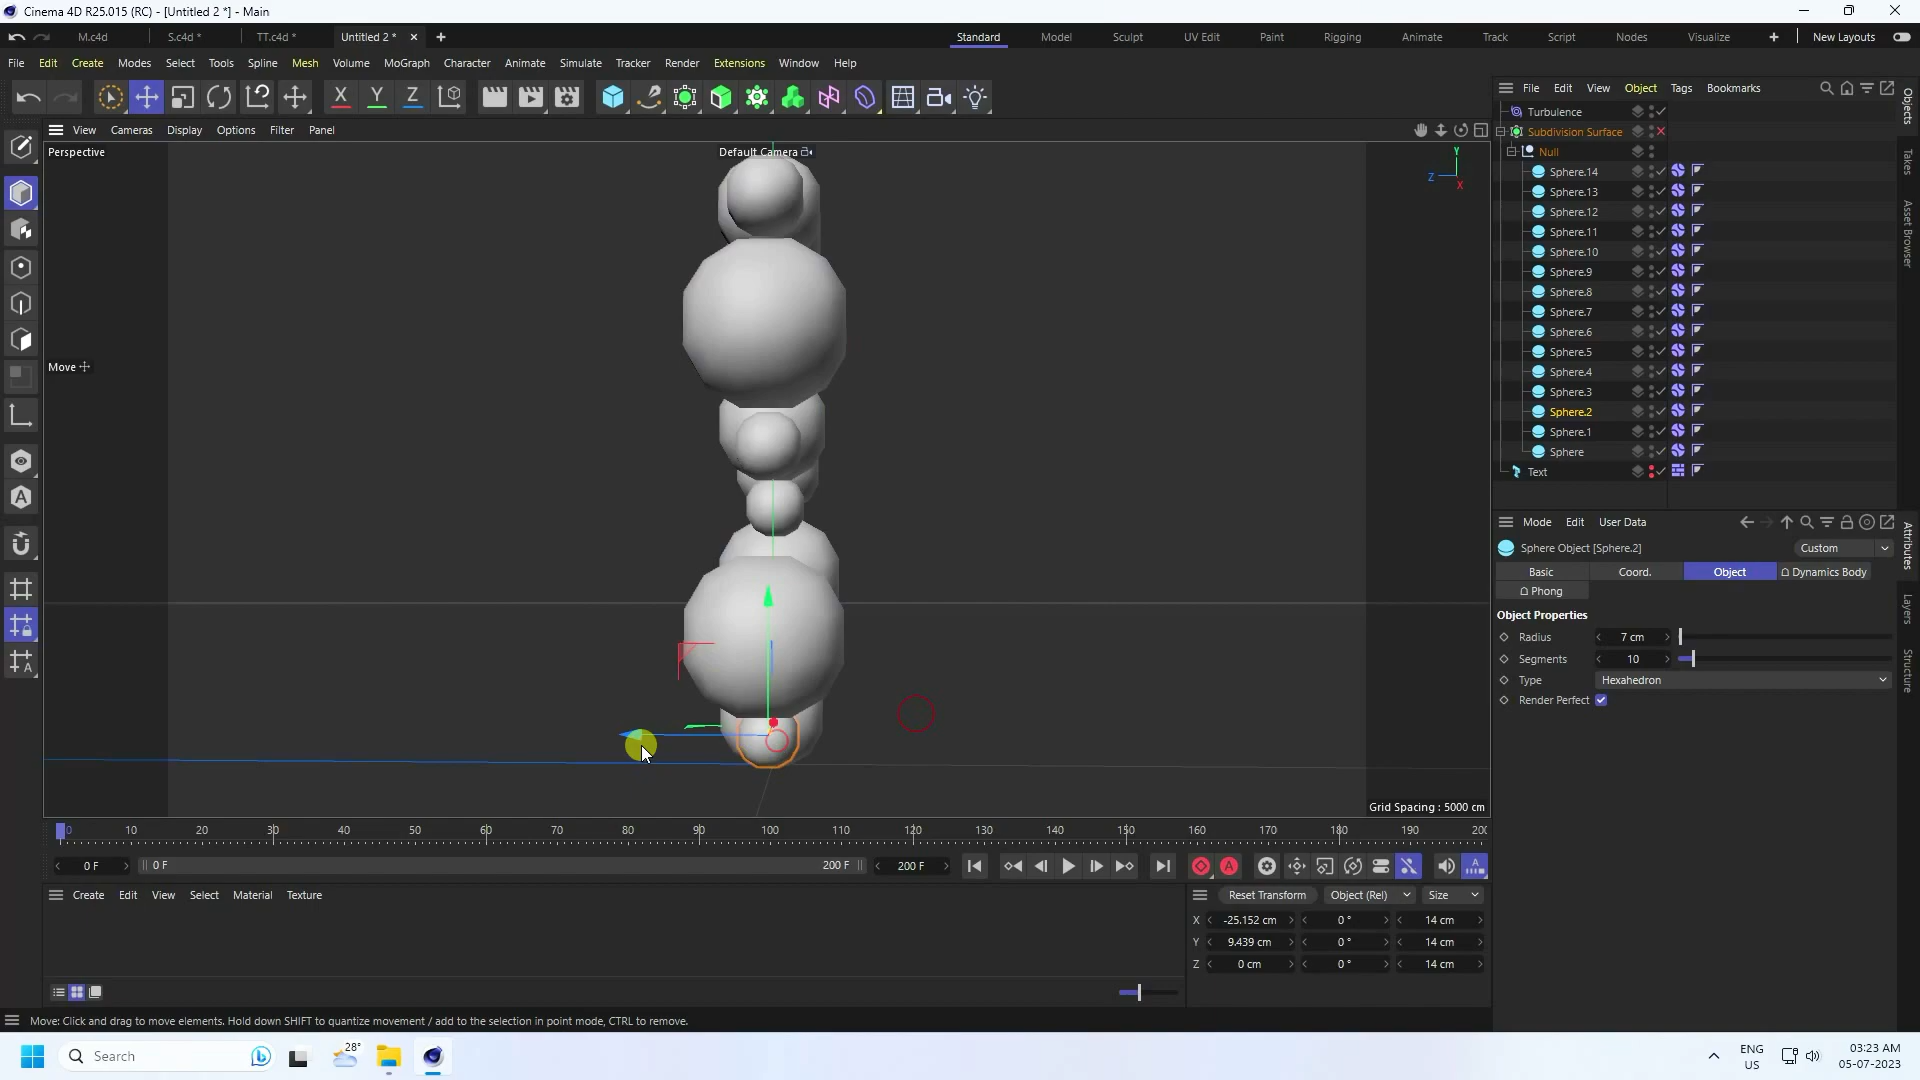 Cinema 4D R25.015 (RC) - [Untitled 2 *] - Main
M.c4d
S.c4d *
TT.c4d *
Untitled 2 *
Standard
Model
Sculpt
UV Edit
Paint
Rigging
Animate
Track
Script
Nodes
Visualize
New Layouts
File Edit Create Modes Select Tools Spline Mesh Volume MoGraph Character Animate Simulate Tracker Render Extensions Window Help
X Y Z
File Edit View Object Tags Bookmarks
View Cameras Display Options Filter Panel
Perspective
Default Camera
Y
Z
X
Move
Grid Spacing : 5000 cm
Turbulence
Subdivision Surface
Null
Sphere.14
Sphere.13
Sphere.12
Sphere.11
Sphere.10
Sphere.9
Sphere.8
Sphere.7
Sphere.6
Sphere.5
Sphere.4
Sphere.3
Sphere.2
Sphere.1
Sphere
Text
Objects
Takes
Asset Browser
Attributes
Layers
Structure
Mode Edit User Data
Sphere Object [Sphere.2]
Custom
Basic
Coord.
Object
Dynamics Body
Phong
Object Properties
Radius 7 cm
Segments 10
Type Hexahedron
Render Perfect
0 10 20 30 40 50 60 70 80 90 100 110 120 130 140 150 160 170 180 190 200
0 F
0 F
200 F
200 F
Create Edit View Select Material Texture
Reset Transform
Object (Rel)
Size
X -25.152 cm 0 ° 14 cm
Y 9.439 cm 0 ° 14 cm
Z 0 cm 0 ° 14 cm
Move: Click and drag to move elements. Hold down SHIFT to quantize movement / add to the selection in point mode, CTRL to remove.
Search
28°
ENG
US
03:23 AM
05-07-2023